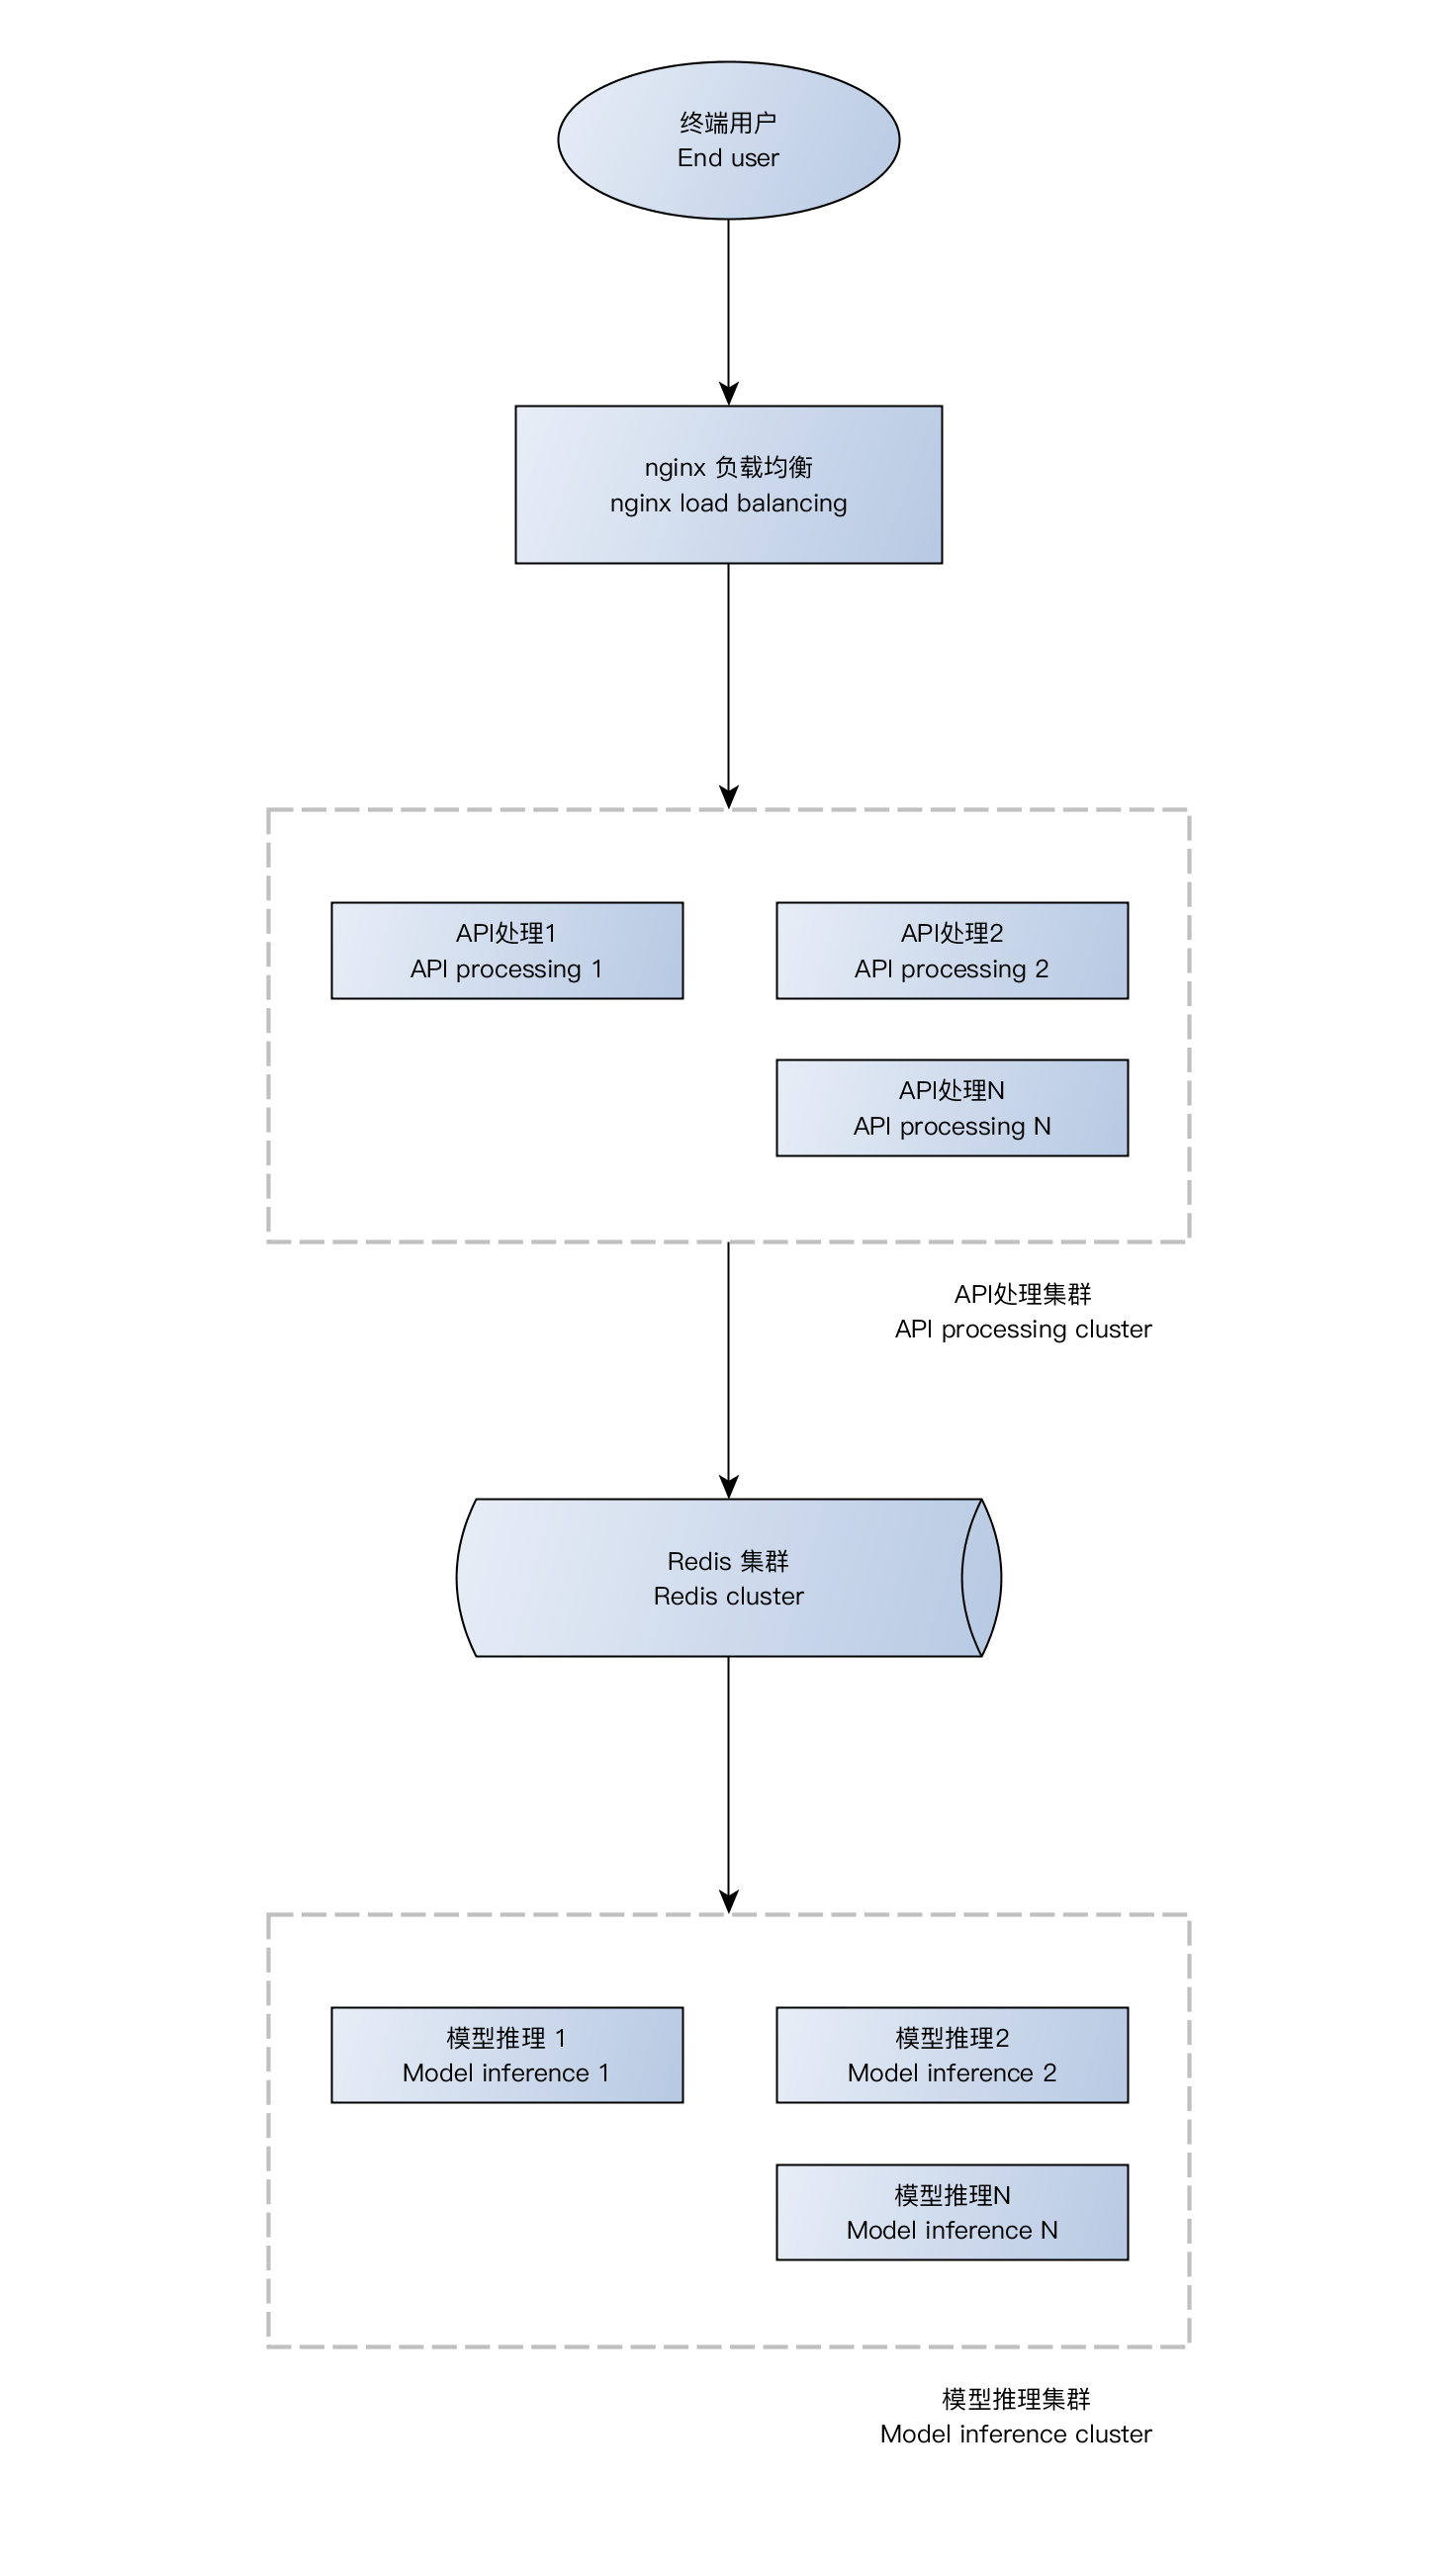 终端用户
End user
nginx 负载均衡
nginx load balancing
API处理1
API processing 1
API处理2
API processing 2
API处理N
API processing N
API处理集群
API processing cluster
Redis 集群
Redis cluster
模型推理 1
Model inference 1
模型推理2
Model inference 2
模型推理N
Model inference N
模型推理集群
Model inference cluster